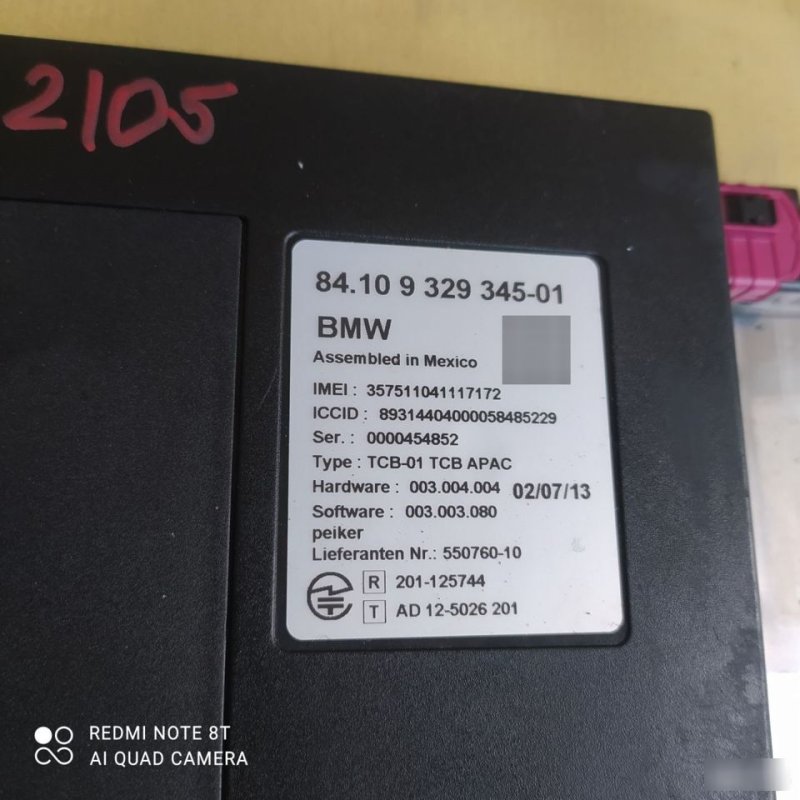 2105
84.10 9 329 345-01
BMW
Assembled in Mexico
IMEI : 357511041117172
ICCID : 89314404000058485229
Ser. : 0000454852
Type : TCB-01 TCB APAC
Hardware : 003.004.004 02/07/13
Software : 003.003.080
peiker
Lieferanten Nr.: 550760-10
R 201-125744
T AD 12-5026 201
REDMI NOTE 8T
AI QUAD CAMERA